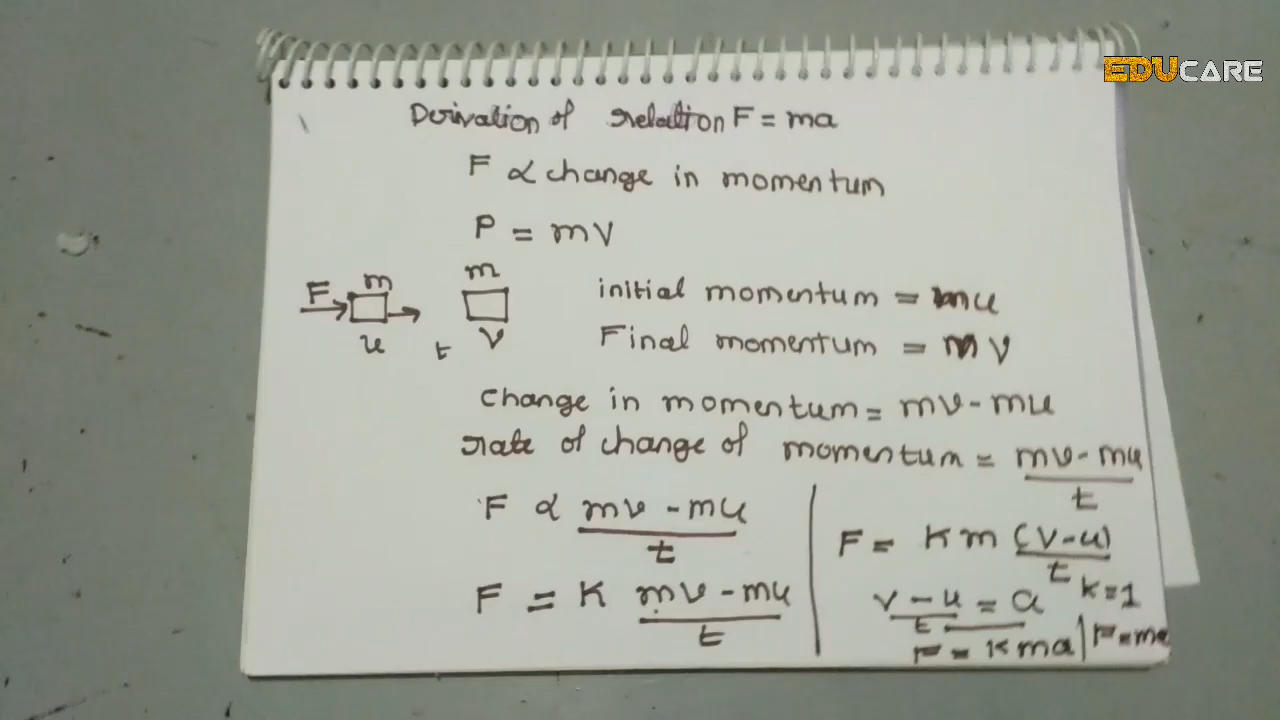 EDUCARE
Derivation of relation F = ma
F ∝ change in momentum
P = mv
F m u t
m v
initial momentum = mu
Final momentum = mv
change in momentum = mv - mu
rate of change of momentum = mv - mu / t
F ∝ mv - mu / t
F = K mv - mu / t
F = Km (v-u) / t
K = 1
v - u / t = a
F = Kma | F = ma